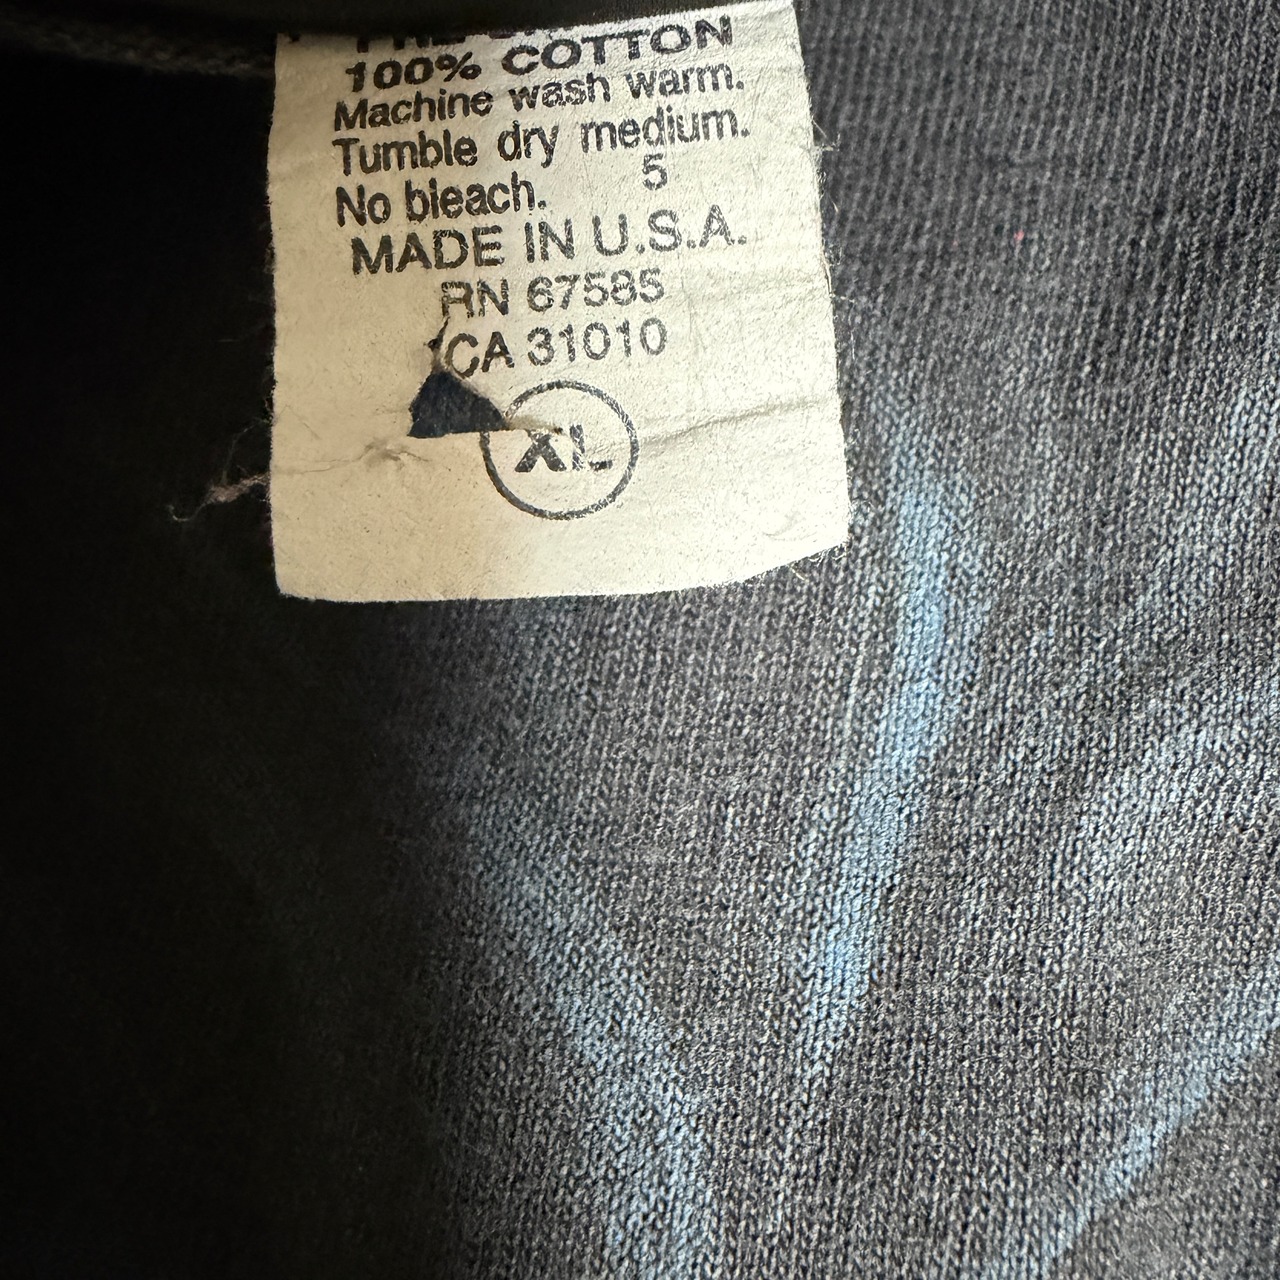 100% COTTON
Machine wash warm.
Tumble dry medium.
No bleach. 5
MADE IN U.S.A.
RN 67585
CA 31010
XL